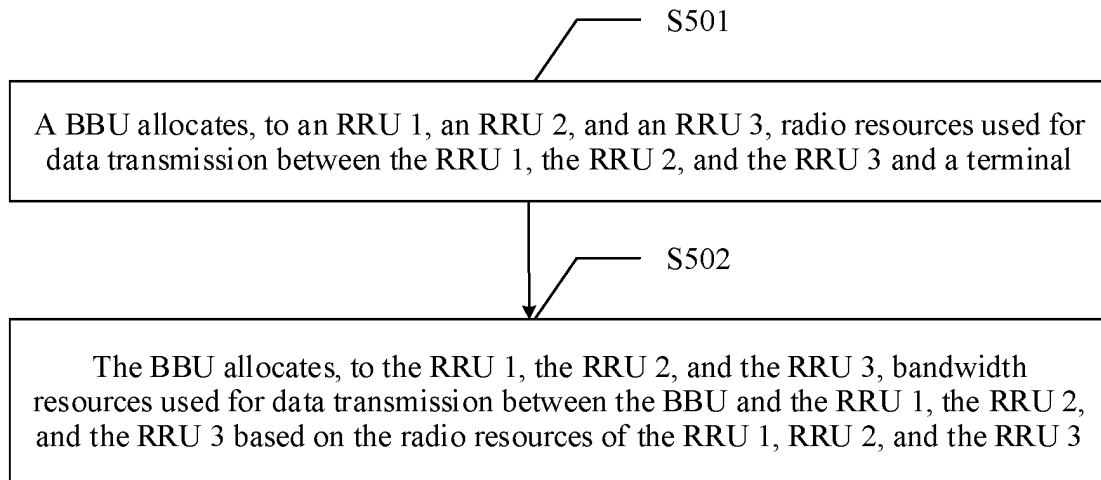 S501
A BBU allocates, to an RRU 1, an RRU 2, and an RRU 3, radio resources used for
data transmission between the RRU 1, the RRU 2, and the RRU 3 and a terminal
S502
The BBU allocates, to the RRU 1, the RRU 2, and the RRU 3, bandwidth
resources used for data transmission between the BBU and the RRU 1, the RRU 2,
and the RRU 3 based on the radio resources of the RRU 1, RRU 2, and the RRU 3